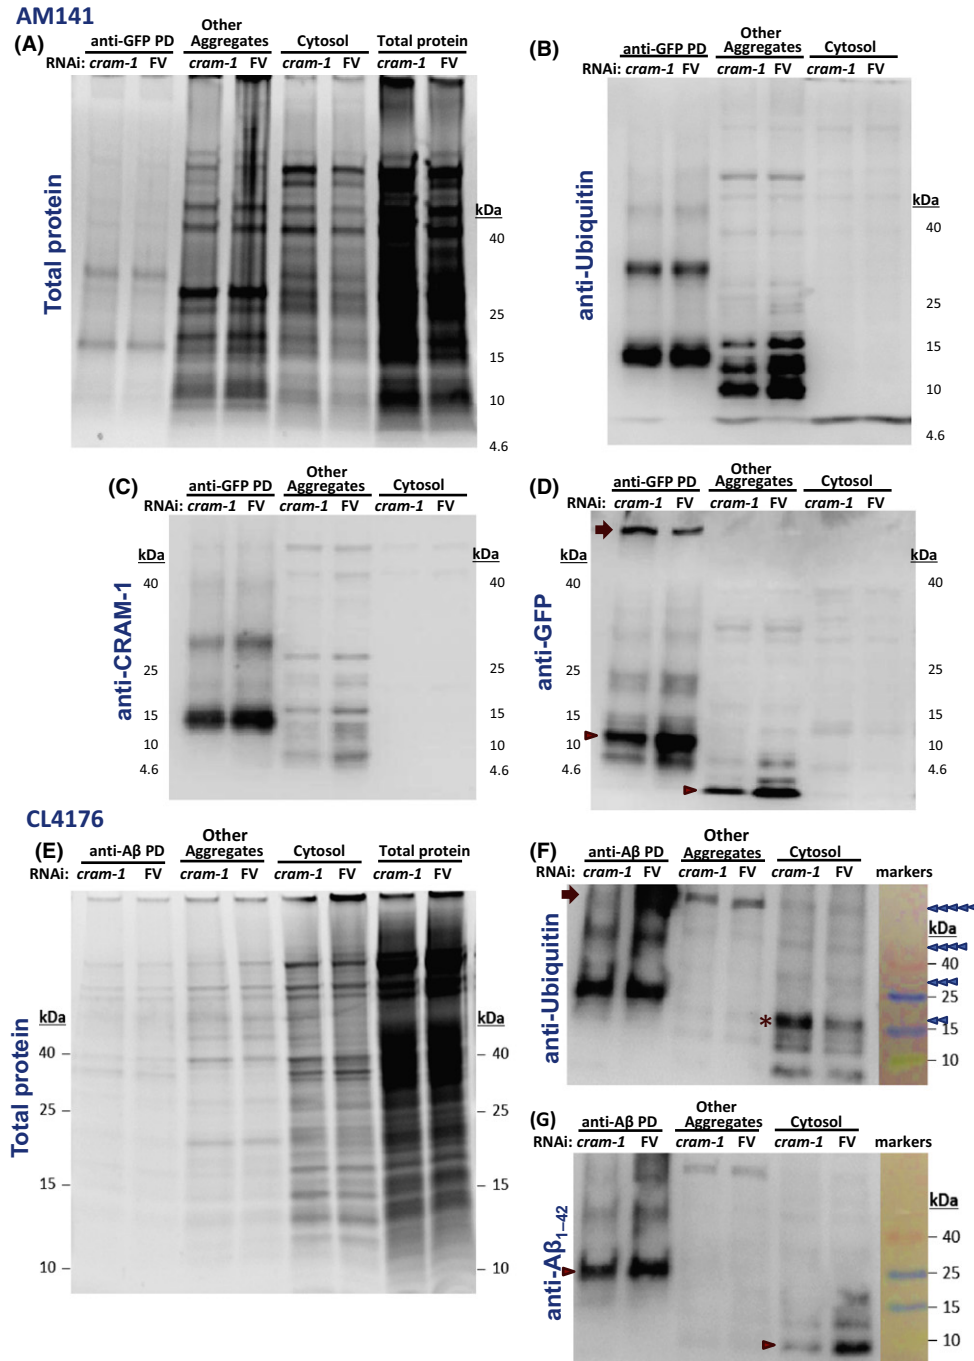 AM141
(A)
anti-GFP PD
Other
Aggregates
Cytosol
Total protein
RNAi: cram-1 FV cram-1 FV cram-1 FV cram-1 FV
Total protein
kDa
40
25
15
10
4.6
(B)
anti-GFP PD
Other
Aggregates
Cytosol
RNAi: cram-1 FV cram-1 FV cram-1 FV
anti-Ubiquitin
kDa
40
25
15
10
4.6
(C)
anti-GFP PD
Other
Aggregates
Cytosol
RNAi: cram-1 FV cram-1 FV cram-1 FV
anti-CRAM-1
kDa
40
25
15
10
4.6
kDa
40
25
15
10
4.6
(D)
anti-GFP PD
Other
Aggregates
Cytosol
RNAi: cram-1 FV cram-1 FV cram-1 FV
anti-GFP
kDa
40
25
15
10
4.6
kDa
40
25
15
10
4.6
CL4176
(E)
anti-Aβ PD
Other
Aggregates
Cytosol
Total protein
RNAi: cram-1 FV cram-1 FV cram-1 FV cram-1 FV
Total protein
kDa
40 –
25 –
15 –
10 –
kDa
– 40
– 25
– 15
– 10
(F)
anti-Aβ PD
Other
Aggregates
Cytosol
RNAi: cram-1 FV cram-1 FV cram-1 FV markers
anti-Ubiquitin
*
kDa
– 40
– 25
– 15
– 10
(G)
anti-Aβ PD
Other
Aggregates
Cytosol
RNAi: cram-1 FV cram-1 FV cram-1 FV markers
anti-Aβ1–42
kDa
– 40
– 25
– 15
– 10